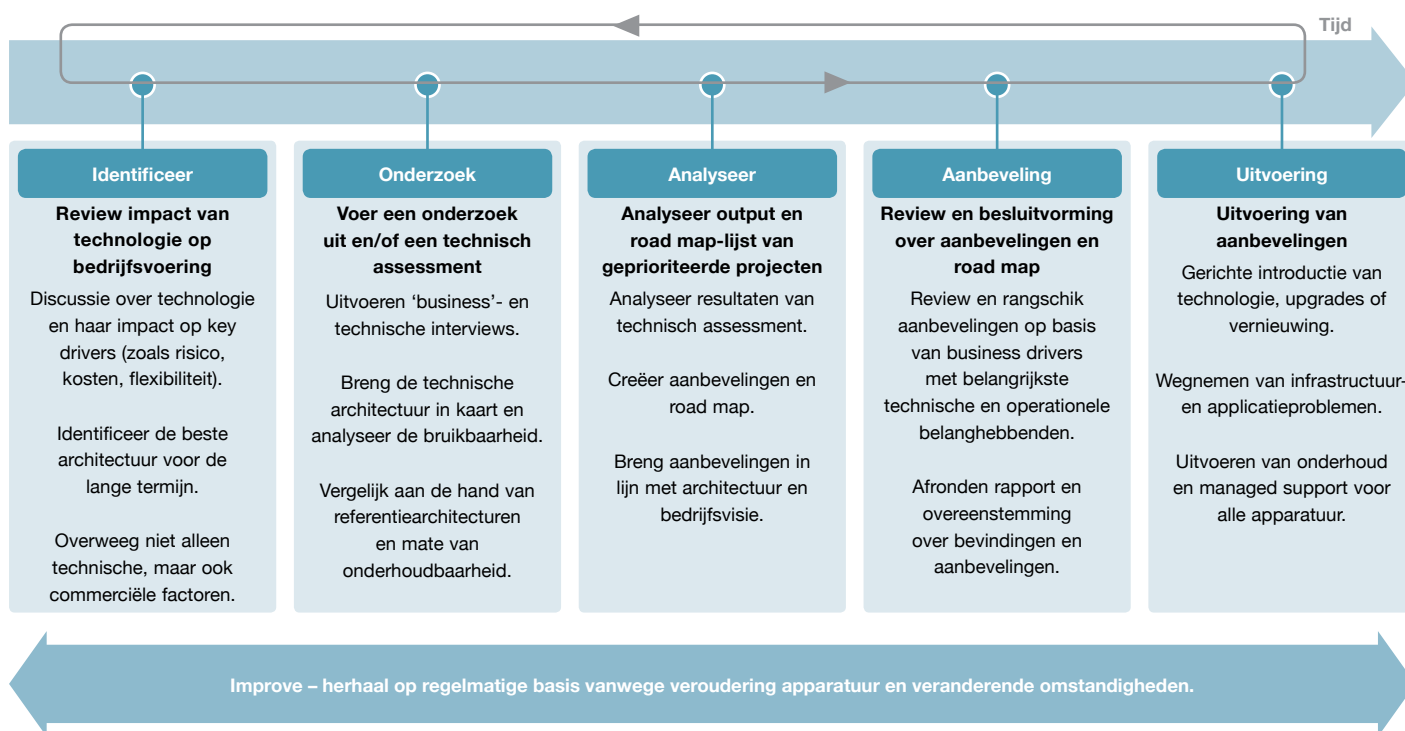 Tijd
Identificeer
Review impact van
technologie op
bedrijfsvoering
Discussie over technologie
en haar impact op key
drivers (zoals risico,
kosten, flexibiliteit).
Identificeer de beste
architectuur voor de
lange termijn.
Overweeg niet alleen
technische, maar ook
commerciële factoren.
Onderzoek
Voer een onderzoek
uit en/of een technisch
assessment
Uitvoeren ‘business’- en
technische interviews.
Breng de technische
architectuur in kaart en
analyseer de bruikbaarheid.
Vergelijk aan de hand van
referentiearchitecturen
en mate van
onderhoudbaarheid.
Analyseer
Analyseer output en
road map-lijst van
geprioriteerde projecten
Analyseer resultaten van
technisch assessment.
Creëer aanbevelingen en
road map.
Breng aanbevelingen in
lijn met architectuur en
bedrijfsvisie.
Aanbeveling
Review en besluitvorming
over aanbevelingen en
road map
Review en rangschik
aanbevelingen op basis
van business drivers
met belangrijkste
technische en operationele
belanghebbenden.
Afronden rapport en
overeenstemming
over bevindingen en
aanbevelingen.
Uitvoering
Uitvoering van
aanbevelingen
Gerichte introductie van
technologie, upgrades of
vernieuwing.
Wegnemen van infrastructuur-
en applicatieproblemen.
Uitvoeren van onderhoud
en managed support voor
alle apparatuur.
Improve – herhaal op regelmatige basis vanwege veroudering apparatuur en veranderende omstandigheden.